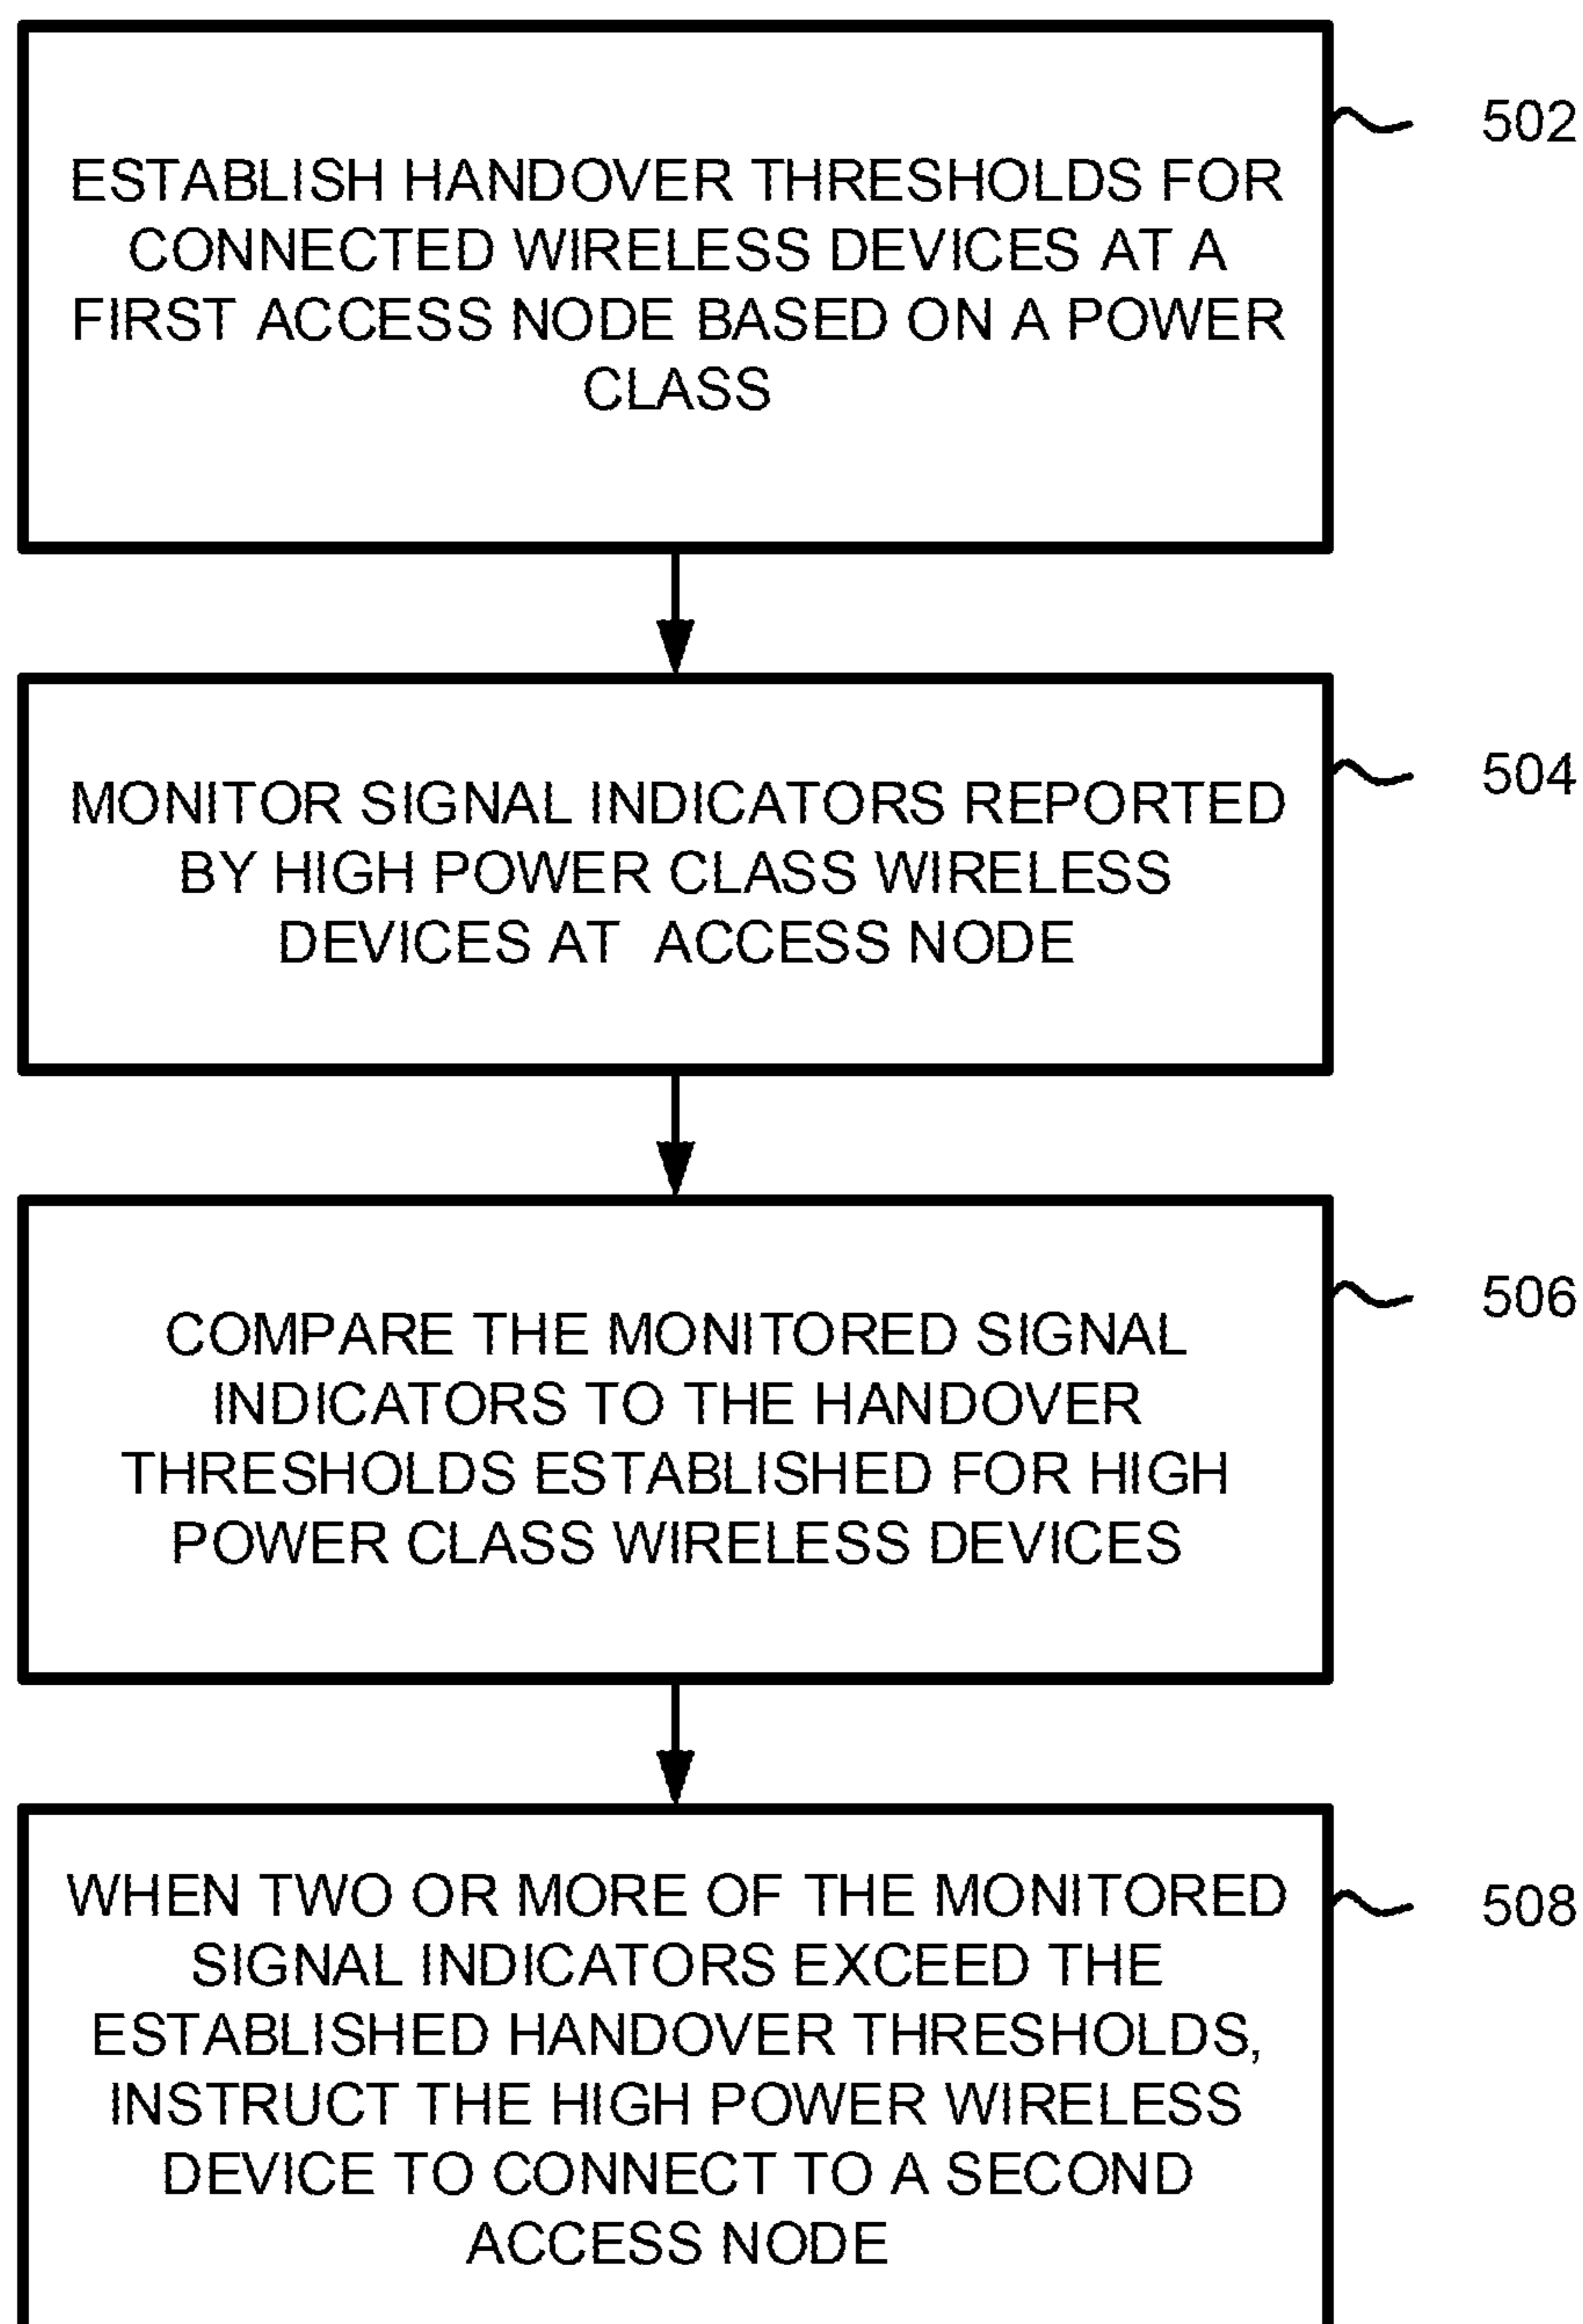 502
ESTABLISH HANDOVER THRESHOLDS FOR
CONNECTED WIRELESS DEVICES AT A
FIRST ACCESS NODE BASED ON A POWER
CLASS
504
MONITOR SIGNAL INDICATORS REPORTED
BY HIGH POWER CLASS WIRELESS
DEVICES AT ACCESS NODE
506
COMPARE THE MONITORED SIGNAL
INDICATORS TO THE HANDOVER
THRESHOLDS ESTABLISHED FOR HIGH
POWER CLASS WIRELESS DEVICES
508
WHEN TWO OR MORE OF THE MONITORED
SIGNAL INDICATORS EXCEED THE
ESTABLISHED HANDOVER THRESHOLDS,
INSTRUCT THE HIGH POWER WIRELESS
DEVICE TO CONNECT TO A SECOND
ACCESS NODE